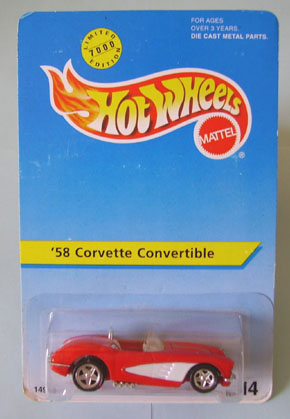 LIMITED
7000
EDITION
FOR AGES
OVER 3 YEARS
DIE CAST METAL PARTS.
HOT WHEELS
MATTEL
®
'58 Corvette Convertible
149
14